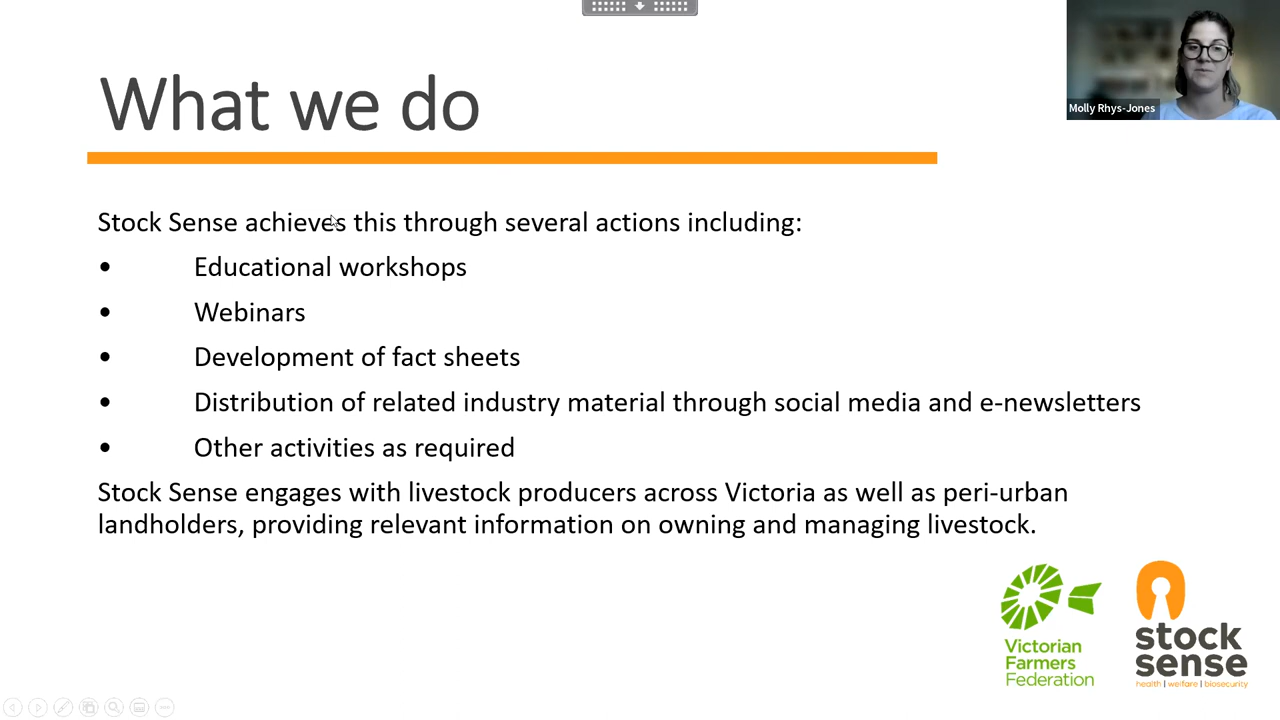 What we do
Molly Rhys-Jones
Stock Sense achieves this through several actions including:
• Educational workshops
• Webinars
• Development of fact sheets
• Distribution of related industry material through social media and e-newsletters
• Other activities as required
Stock Sense engages with livestock producers across Victoria as well as peri-urban
landholders, providing relevant information on owning and managing livestock.
Victorian
Farmers
Federation
stock
sense
health | welfare | biosecurity